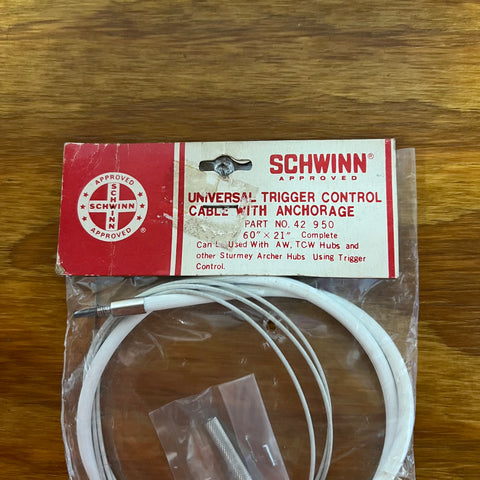 APPROVED
SCHWINN
SCHWINN
APPROVED
®
SCHWINN®
APPROVED
UNIVERSAL TRIGGER CONTROL
CABLE WITH ANCHORAGE
PART NO. 42 950
60" × 21" Complete
Can Used With AW, TCW Hubs and
other Sturmey Archer Hubs Using Trigger
Control.